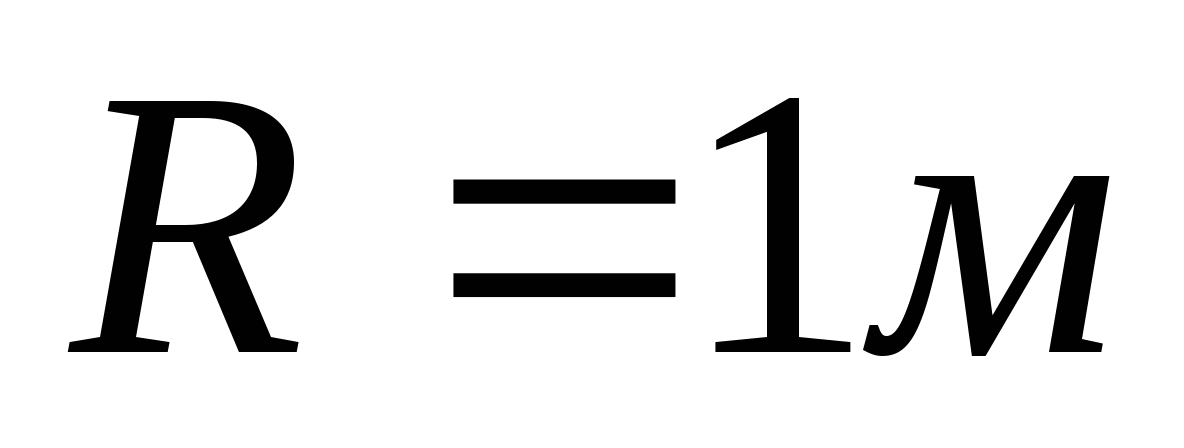 R = 1м